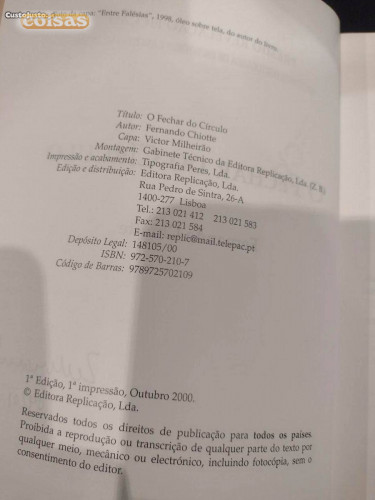 CustoJusto
coisas
capa: "Entre Falésias", 1998, óleo sobre tela, do autor do livro.
Título: O Fechar do Círculo
Autor: Fernando Chiotte
Capa: Victor Milheirão
Montagem: Gabinete Técnico da Editora Replicação, Lda. (Z. B.)
Impressão e acabamento: Tipografia Peres, Lda.
Edição e distribuição: Editora Replicação, Lda.
Rua Pedro de Sintra, 26-A
1400-277 Lisboa
Tel.: 213 021 412 213 021 583
Fax: 213 021 584
E-mail: replic@mail.telepac.pt
Depósito Legal: 148105/00
ISBN: 972-570-210-7
Código de Barras: 9789725702109
1ª Edição, 1ª impressão, Outubro 2000.
© Editora Replicação, Lda.
Reservados todos os direitos de publicação para todos os países
Proibida a reprodução ou transcrição de qualquer parte do texto por
qualquer meio, mecânico ou electrónico, incluindo fotocópia, sem o
consentimento do editor.